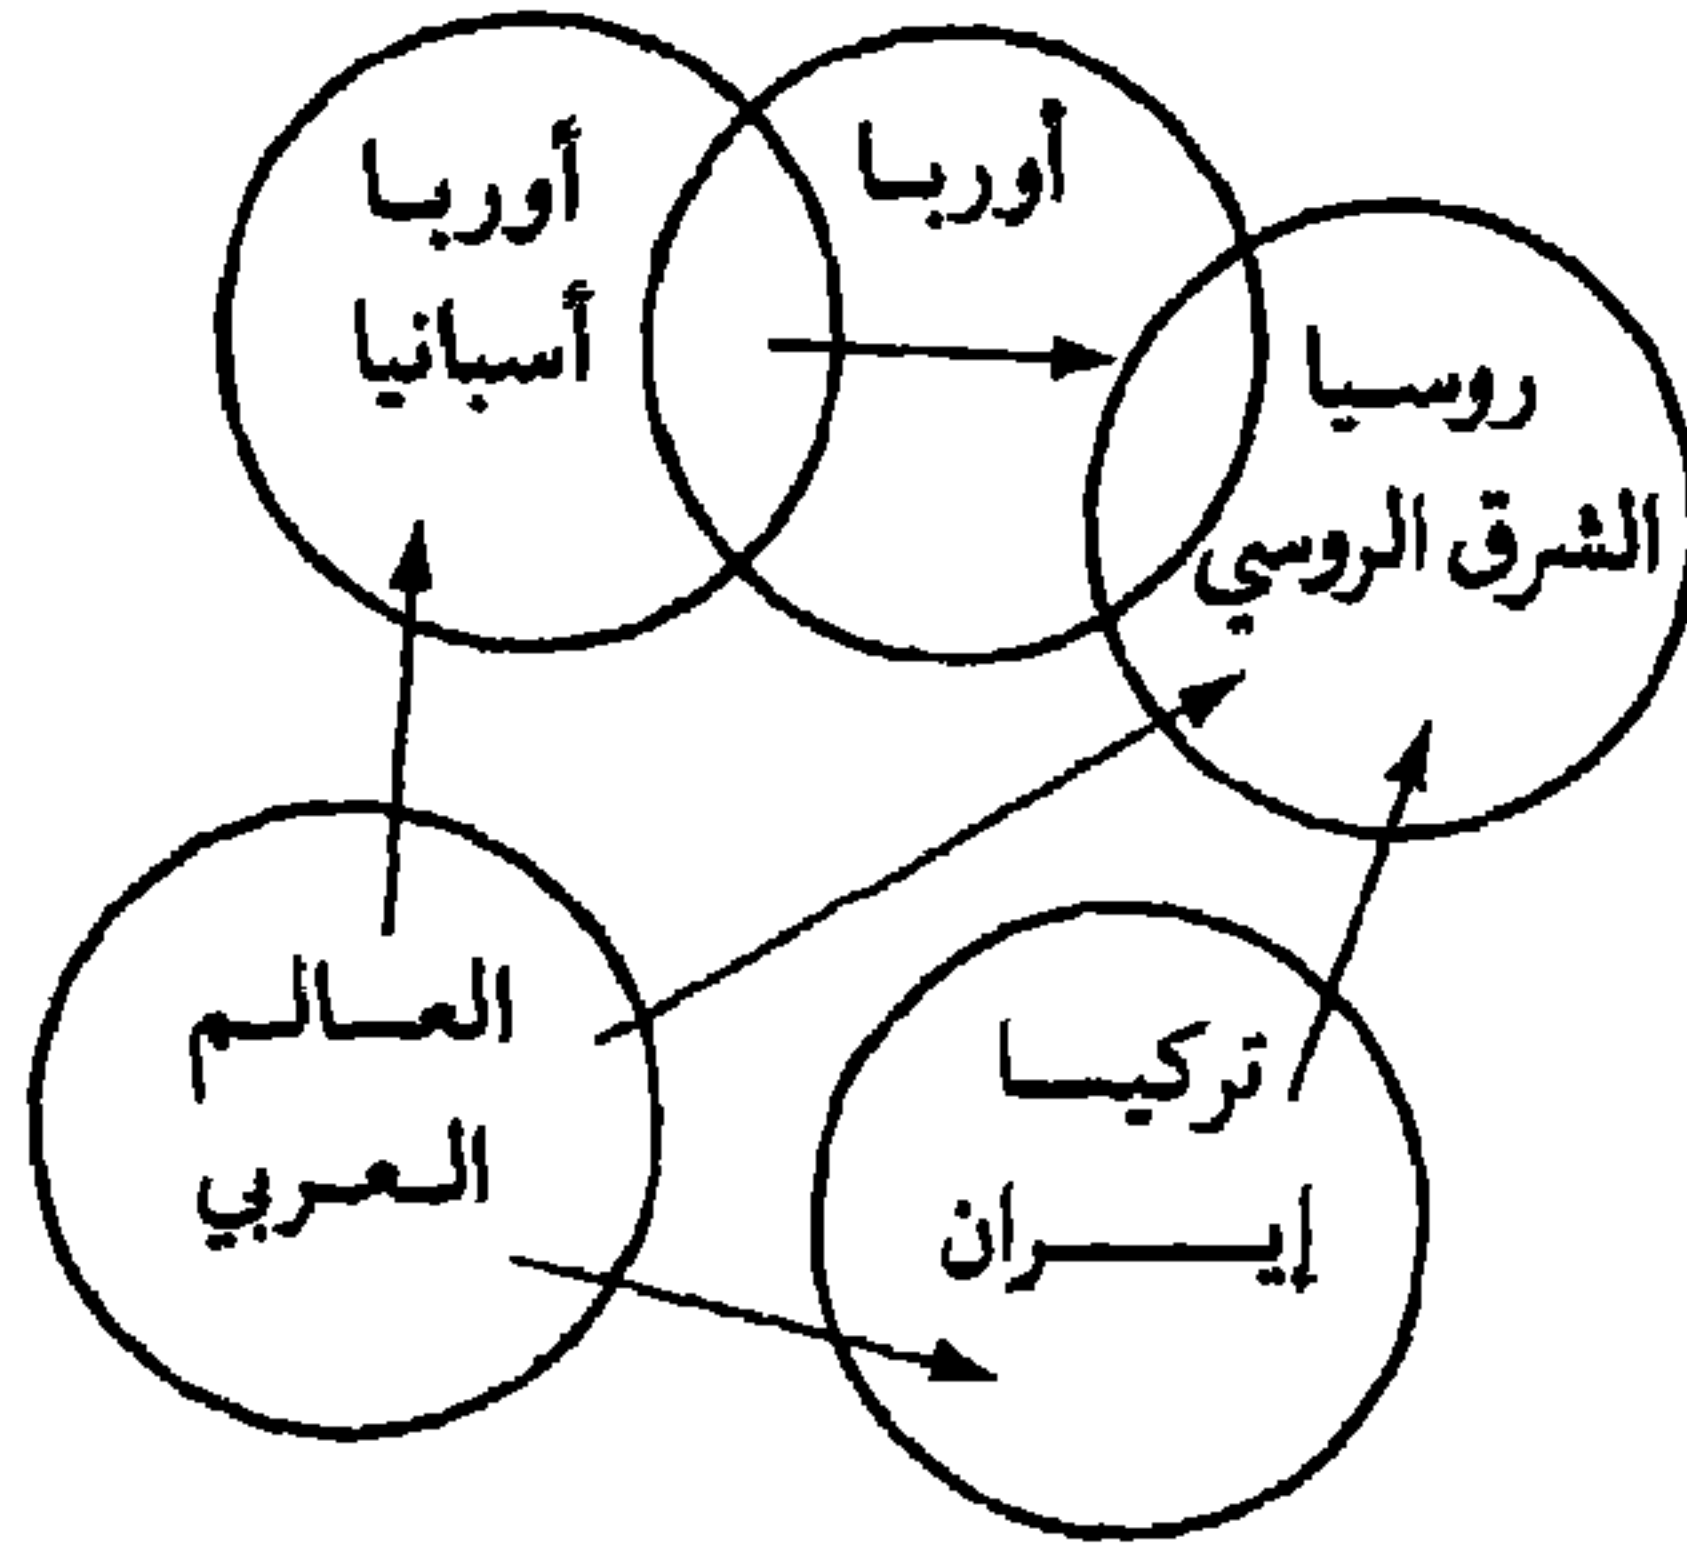 أوربا
أسبانيا
أوربا
روسيا
الشرق الروسي
العالم
العربي
تركيا
إيران